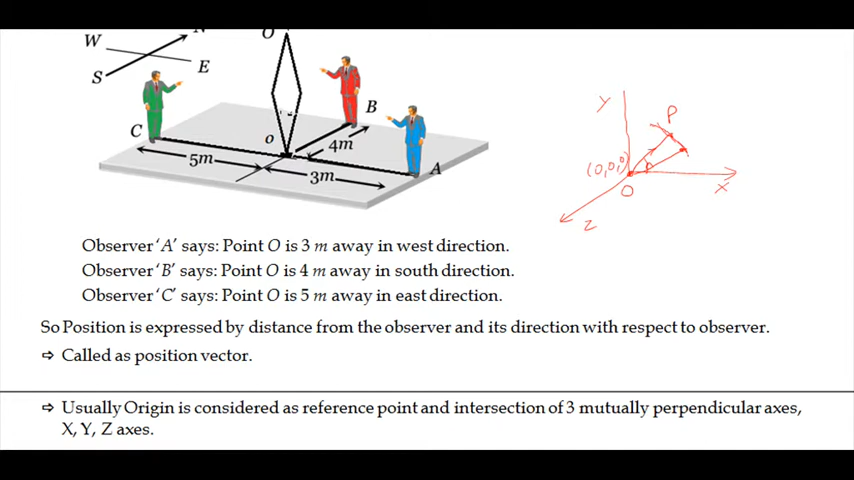 N
O
W
E
S
B
C
O
4m
5m
3m
A
Y
P
(0,0,0)
O
X
Z
Observer ‘A’ says: Point O is 3 m away in west direction.
Observer ‘B’ says: Point O is 4 m away in south direction.
Observer ‘C’ says: Point O is 5 m away in east direction.
So Position is expressed by distance from the observer and its direction with respect to observer.
⇨ Called as position vector.
⇨ Usually Origin is considered as reference point and intersection of 3 mutually perpendicular axes,
X, Y, Z axes.